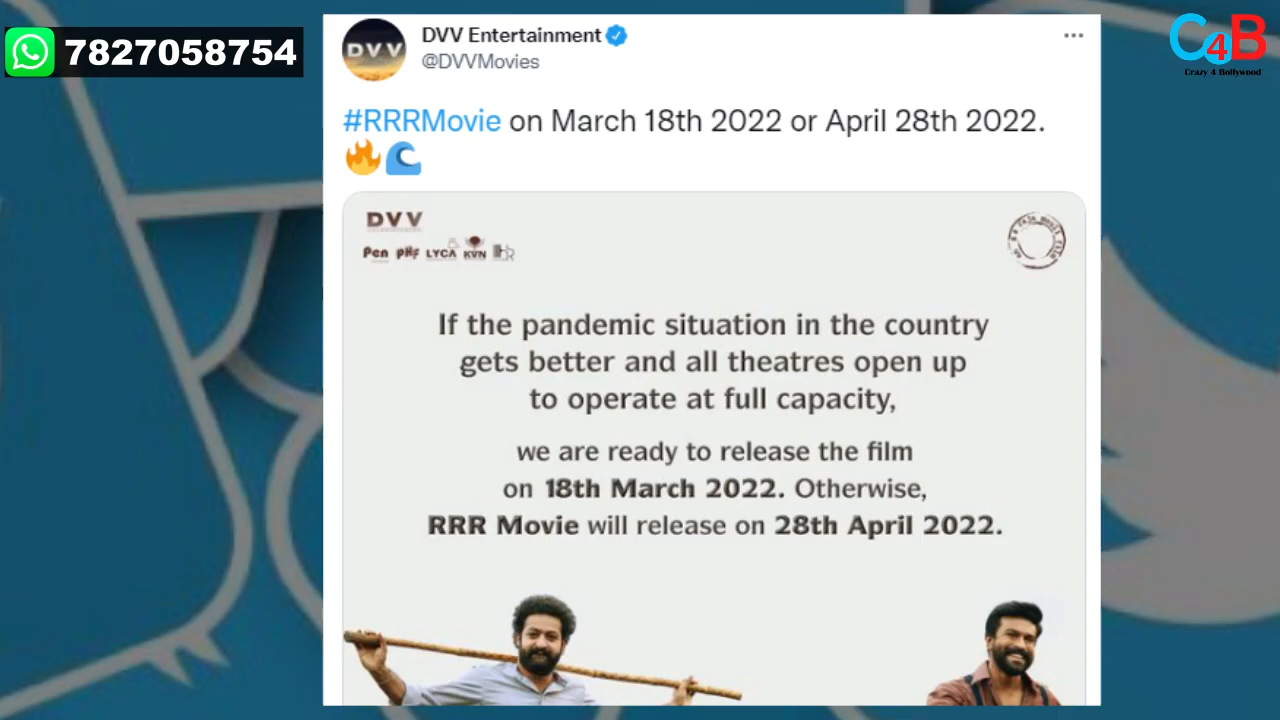 7827058754
DVV Entertainment
@DVVMovies
C4B
Crazy 4 Bollywood
#RRRMovie on March 18th 2022 or April 28th 2022.
DVV
DVV
Pen PHF LYCA KVN
If the pandemic situation in the country
gets better and all theatres open up
to operate at full capacity,
we are ready to release the film
on 18th March 2022. Otherwise,
RRR Movie will release on 28th April 2022.